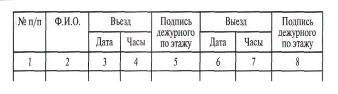 № п/п Ф.И.О. Въезд Подпись дежурного по этажу Выезд Подпись дежурного по этажу
Дата Часы Дата Часы
1 2 3 4 5 6 7 8